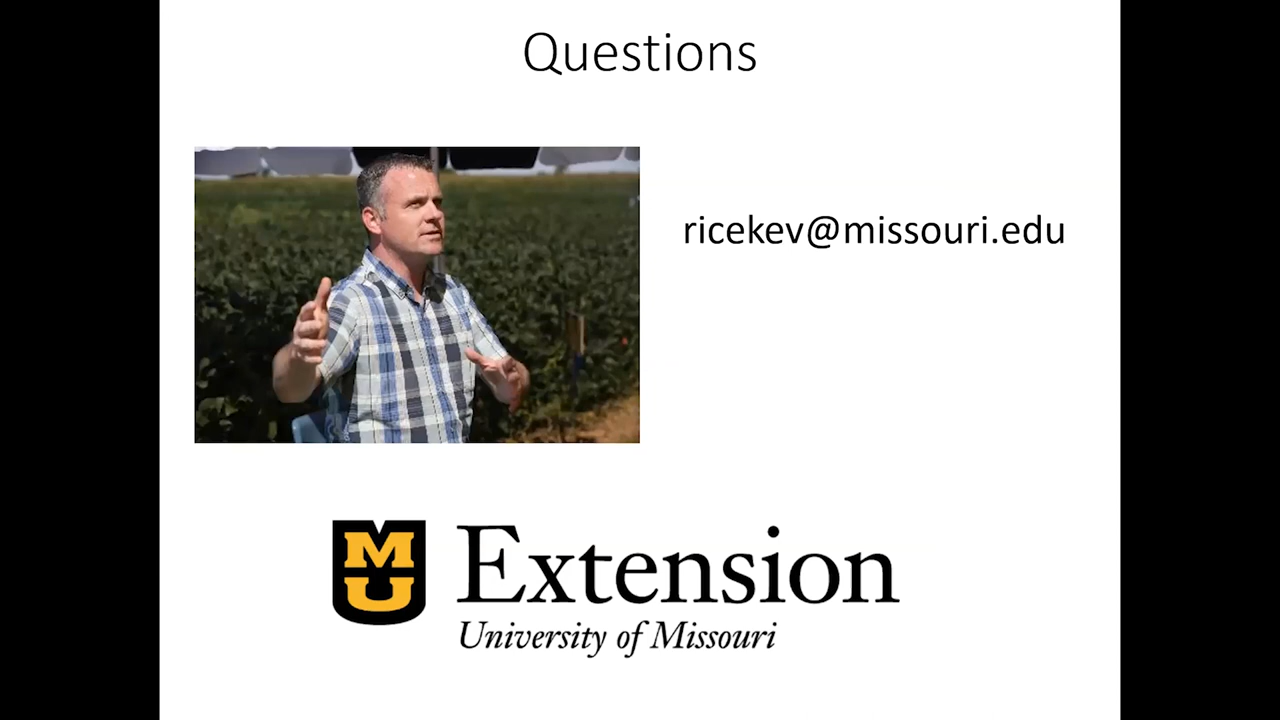 Questions
ricekev@missouri.edu
MU
Extension
University of Missouri